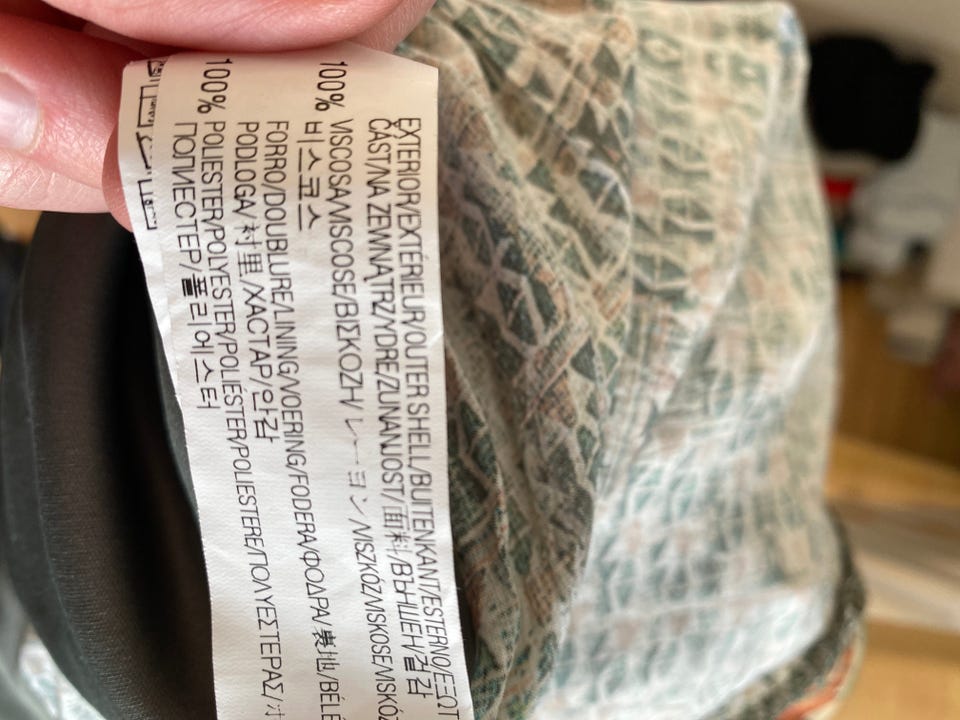 EXTERIOR/EXTÉRIEUR/OUTER SHELL/BUITENKANT/ESTERNO/ΕΞΩΤ
CZĘŚĆ/NA ZEWNĄTRZ/YDRE/ZUNANJOST/面料/ВЪНШЕН/겉감
100% VISCOSA/VISCOSE/ΒΙΣΚΟΖΗ/レーヨン/VISZKÓZ/VISKOSE/VISKÓZ
비스코스
FORRO/DOUBLURE/LINING/VOERING/FODERA/ΦΟΔΡΑ/裏地/BÉLÉ
PODLOGA/衬里/ХАСТАР/안감
100% POLIESTER/POLYESTER/POLIÉSTER/POLIESTERE/ΠΟΛΥΕΣΤΕΡΑΣ/ポ
ПОЛИЕСТЕР/폴리에스터